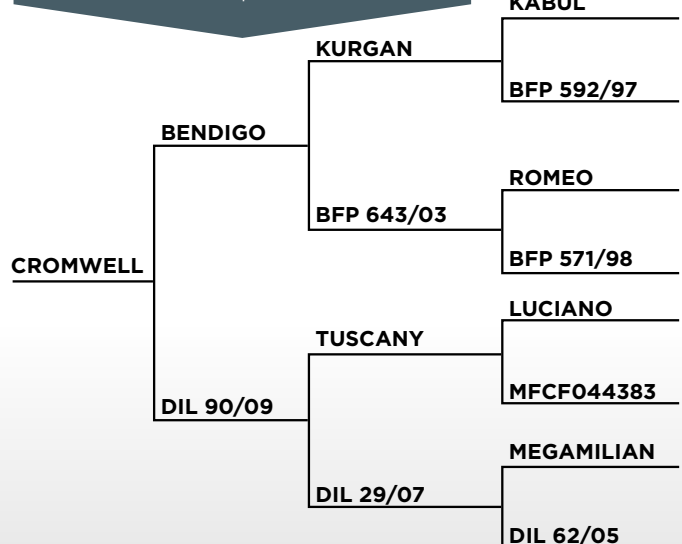 KABUL
KURGAN
BFP 592/97
BENDIGO
ROMEO
BFP 643/03
BFP 571/98
CROMWELL
LUCIANO
TUSCANY
MFCF044383
DIL 90/09
MEGAMILIAN
DIL 29/07
DIL 62/05